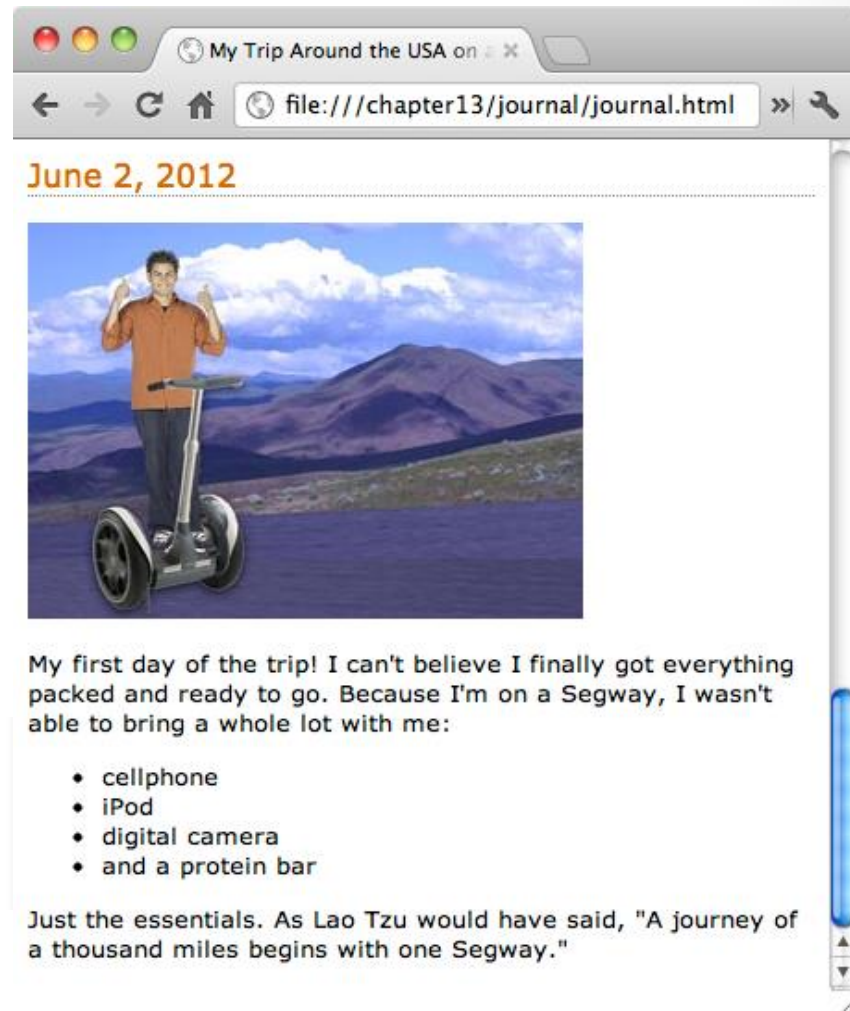 My Trip Around the USA on a
file:///chapter13/journal/journal.html
June 2, 2012
My first day of the trip! I can't believe I finally got everything
packed and ready to go. Because I'm on a Segway, I wasn't
able to bring a whole lot with me:
• cellphone
• iPod
• digital camera
• and a protein bar
Just the essentials. As Lao Tzu would have said, "A journey of
a thousand miles begins with one Segway."